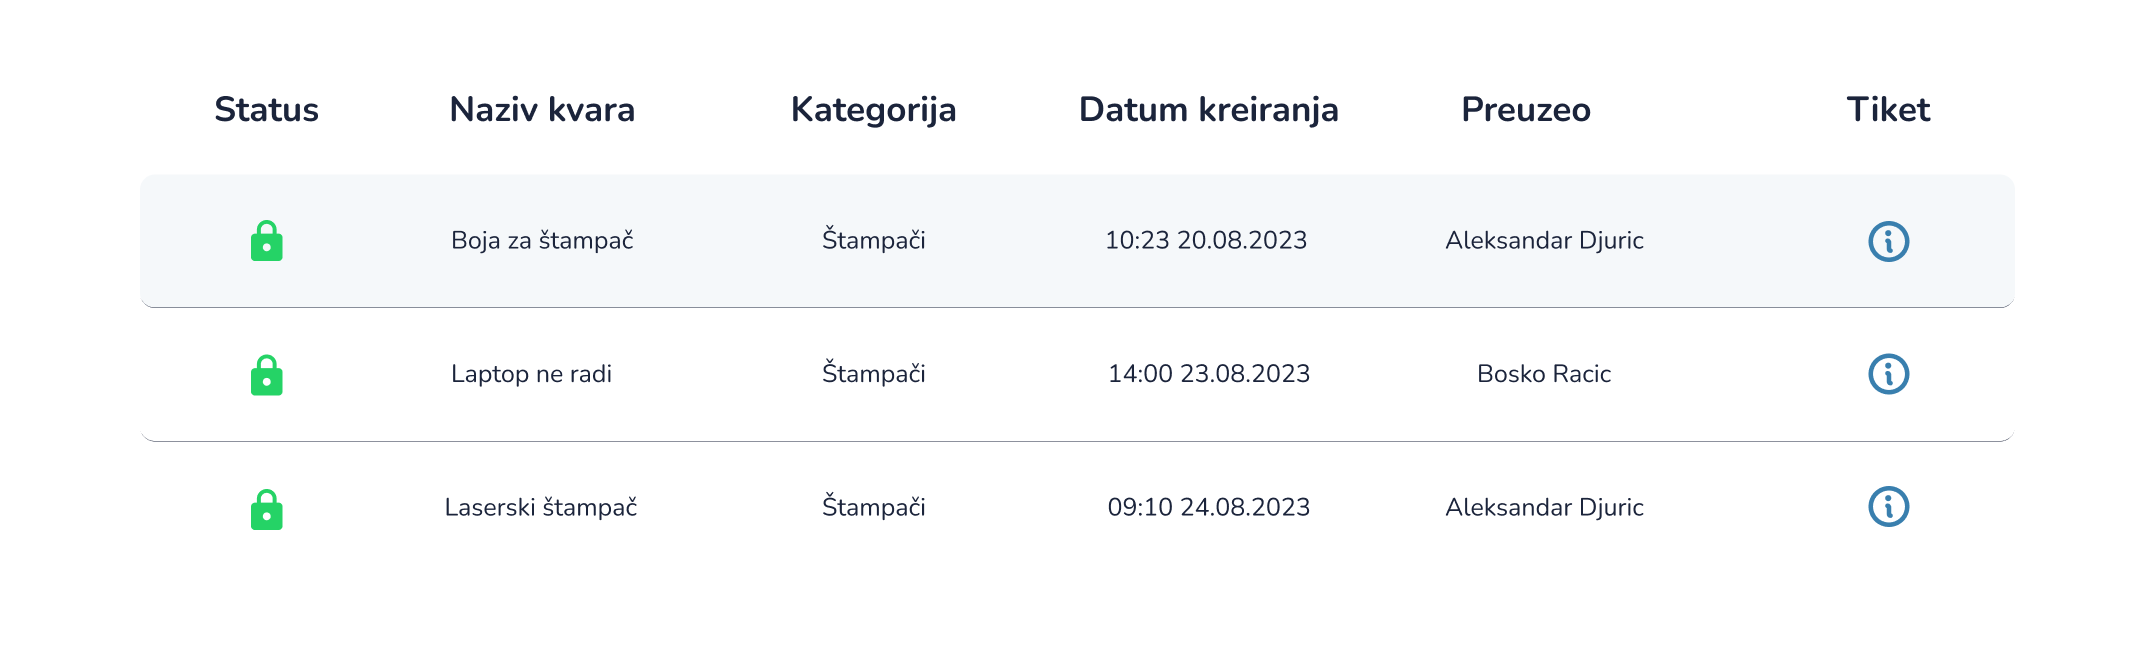 Status Naziv kvara Kategorija Datum kreiranja Preuzeo Tiket
Boja za štampač Štampači 10:23 20.08.2023 Aleksandar Djuric
Laptop ne radi Štampači 14:00 23.08.2023 Bosko Racic
Laserski štampač Štampači 09:10 24.08.2023 Aleksandar Djuric